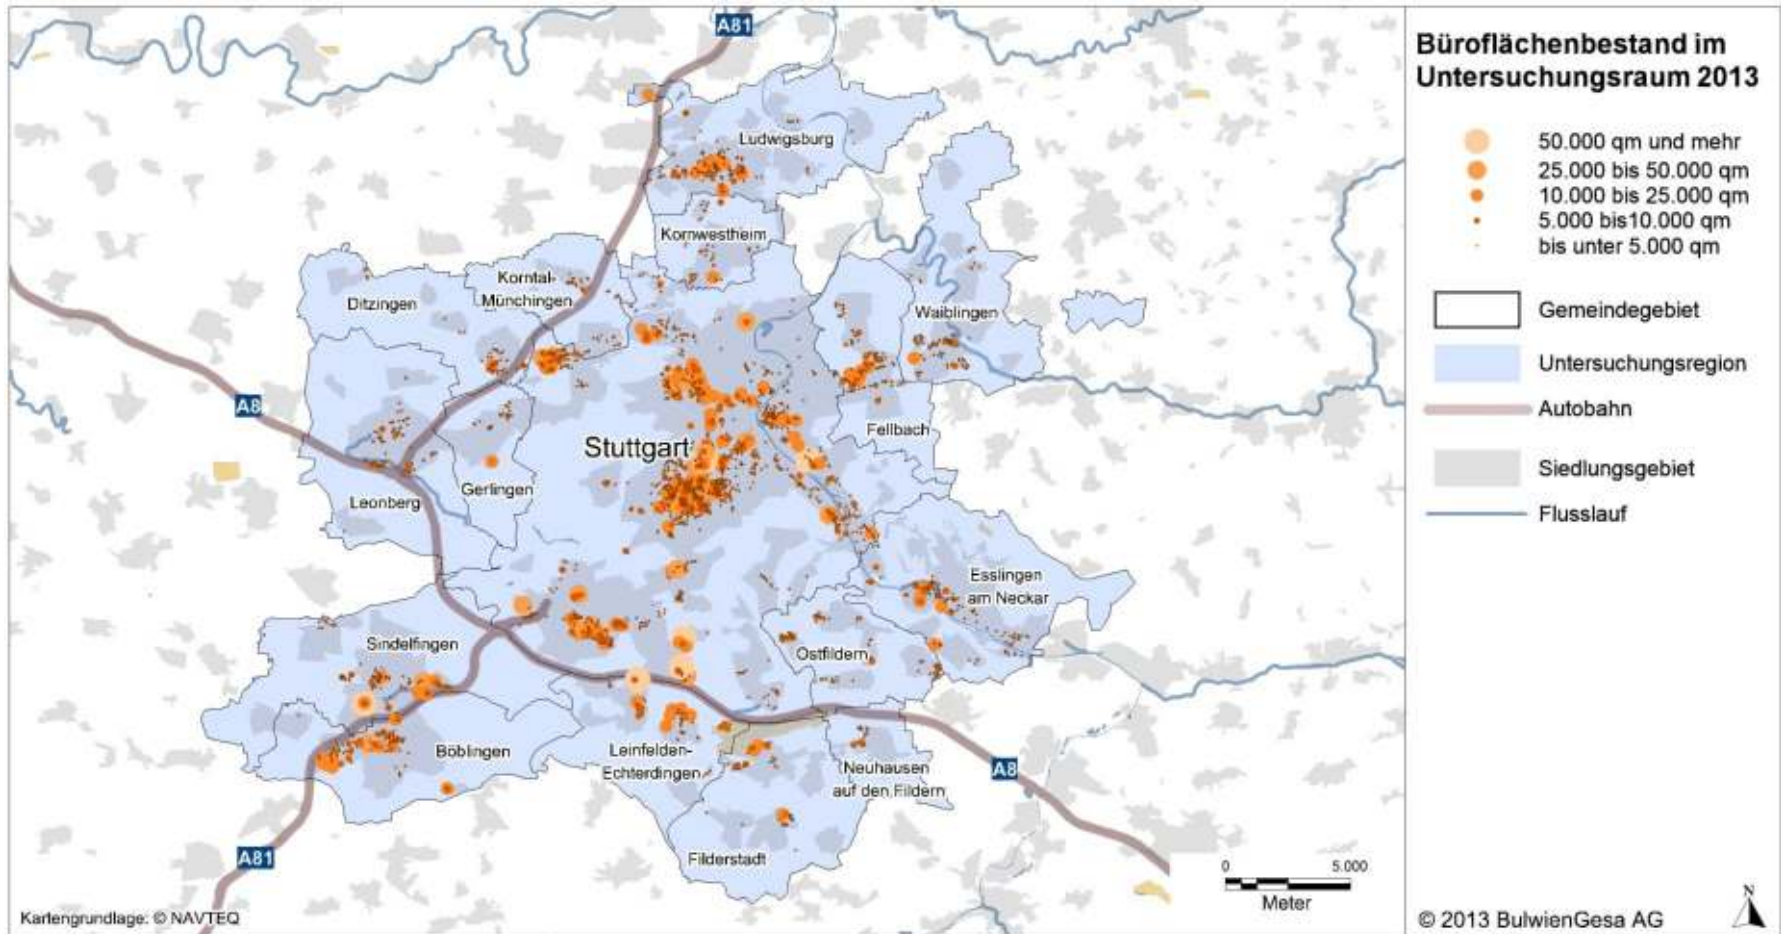 A81
Ludwigsburg
Kornwestheim
Korntal-
Münchingen
Ditzingen
Waiblingen
A8
Fellbach
Stuttgart
Gerlingen
Leonberg
Esslingen
am Neckar
Sindelfingen
Ostfildern
Böblingen
Leinfelden-
Echterdingen
Neuhausen
auf den Fildern
A8
A81
Filderstadt
0 5.000
Meter
Kartengrundlage: © NAVTEQ
Büroflächenbestand im
Untersuchungsraum 2013
50.000 qm und mehr
25.000 bis 50.000 qm
10.000 bis 25.000 qm
5.000 bis10.000 qm
bis unter 5.000 qm
Gemeindegebiet
Untersuchungsregion
Autobahn
Siedlungsgebiet
Flusslauf
© 2013 BulwienGesa AG
N